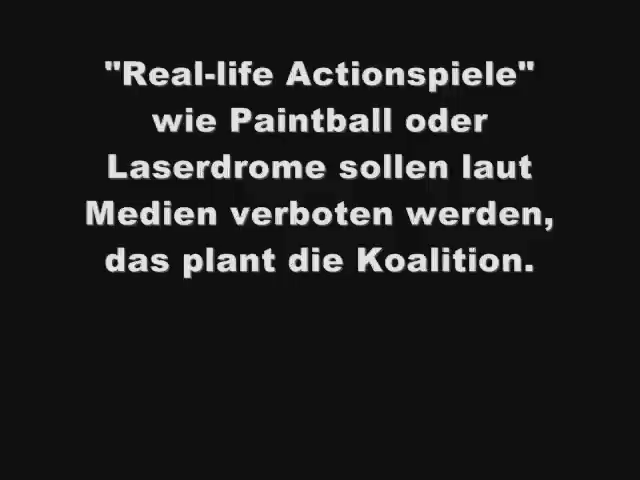 "Real-life Actionspiele"
wie Paintball oder
Laserdrome sollen laut
Medien verboten werden,
das plant die Koalition.